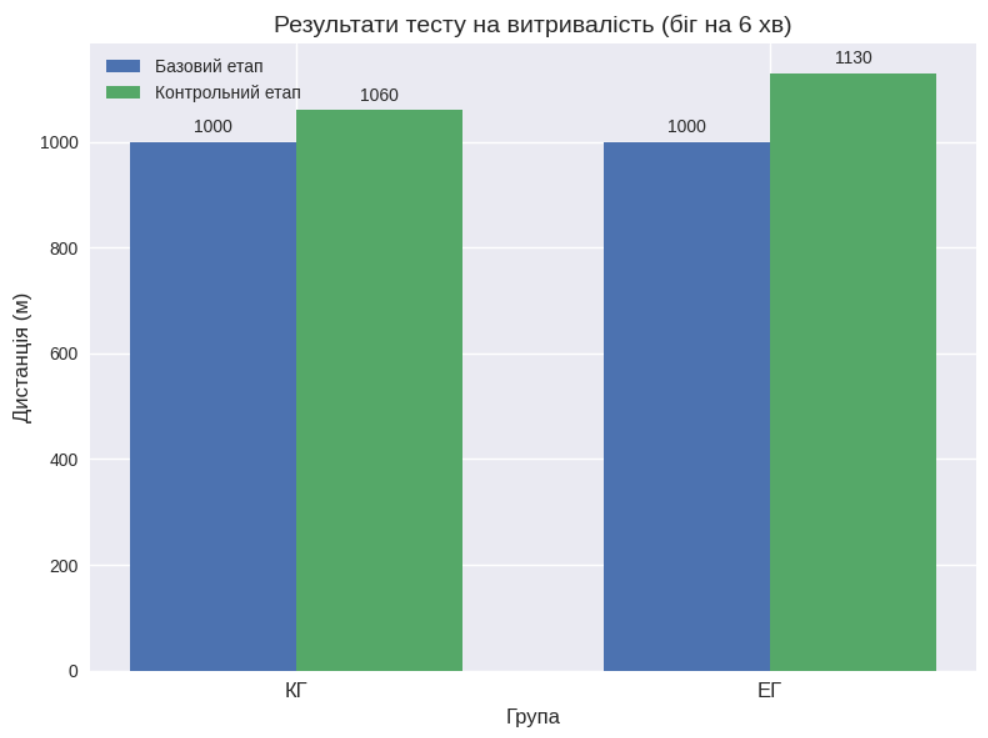 Результати тесту на витривалість (біг на 6 хв)
Базовий етап
Контрольний етап
1000
1060
1000
1130
1000
800
600
400
200
0
Дистанція (м)
КГ
ЕГ
Група